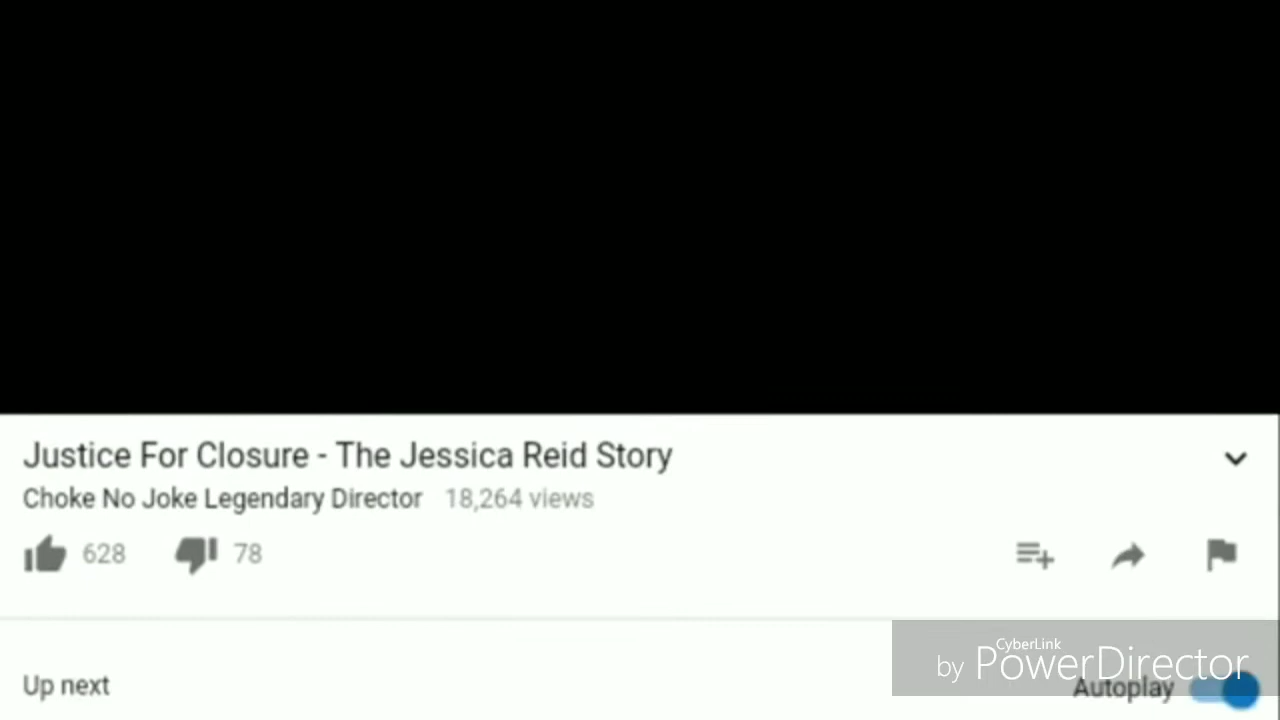 Justice For Closure - The Jessica Reid Story
Choke No Joke Legendary Director 18,264 views
628 78
CyberLink
by PowerDirector
Up next Autoplay